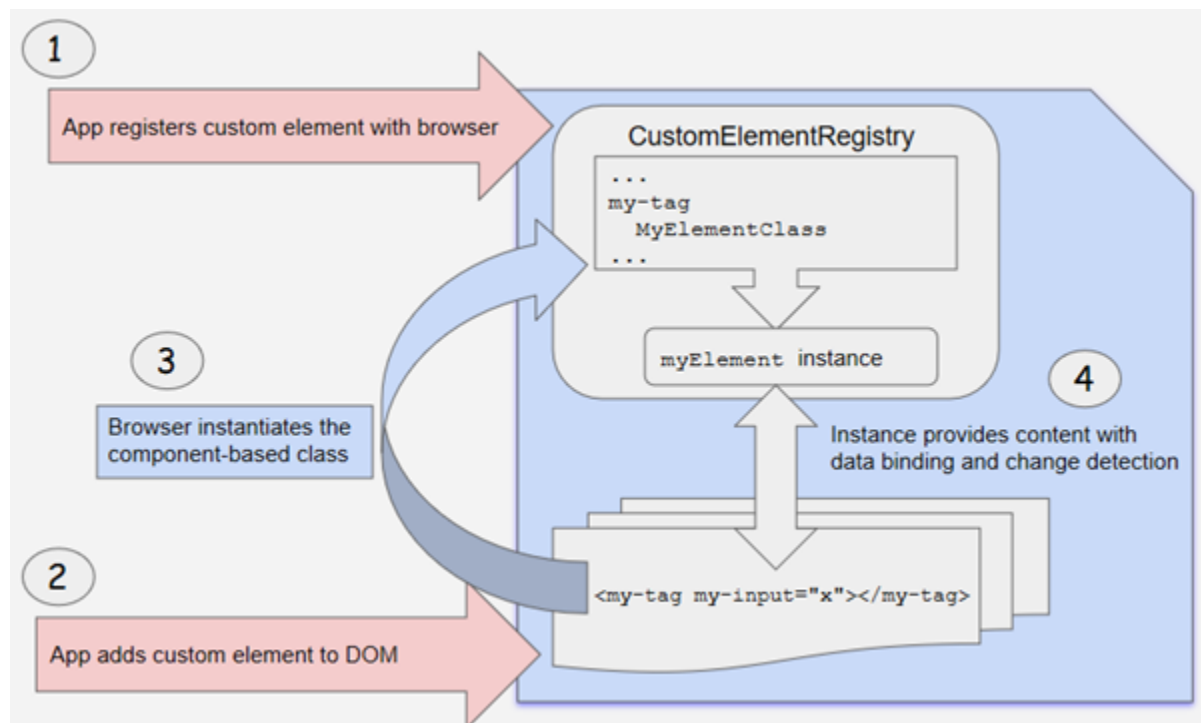 1
App registers custom element with browser
CustomElementRegistry
...
my-tag
MyElementClass
...
myElement instance
3
Browser instantiates the
component-based class
4
Instance provides content with
data binding and change detection
2
App adds custom element to DOM
<my-tag my-input="x"></my-tag>